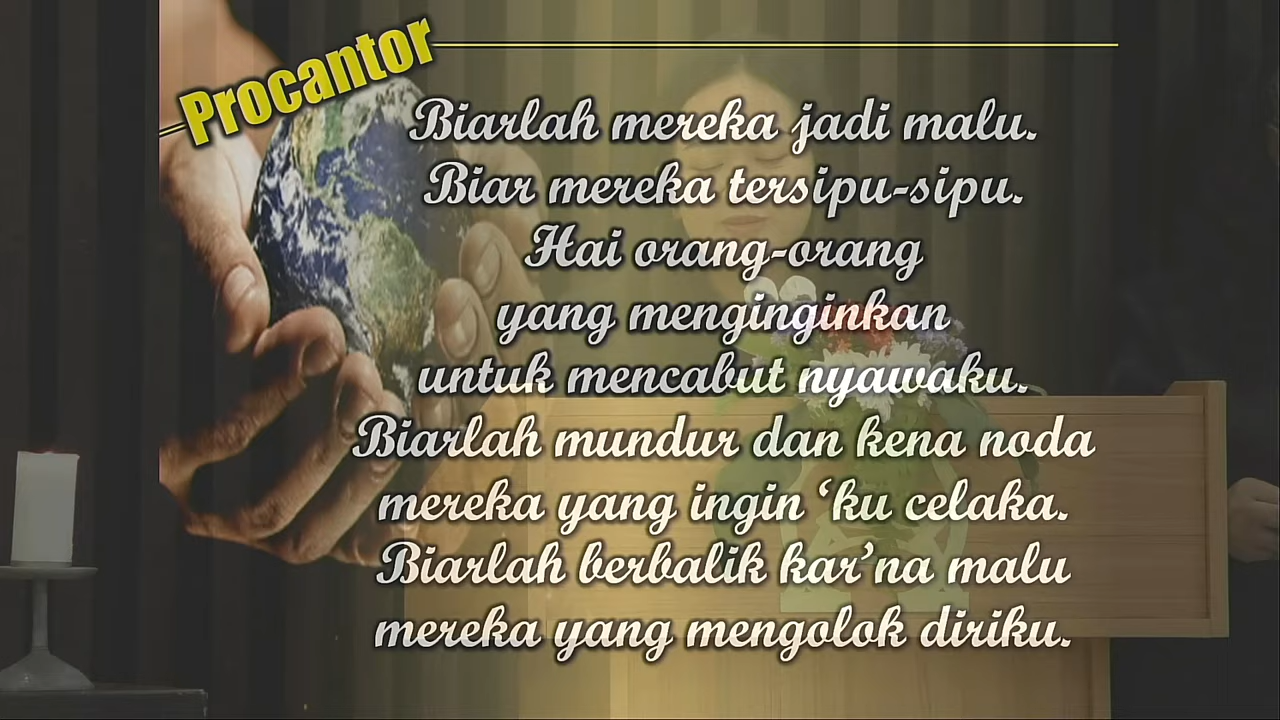 Procantor
Biarlah mereka jadi malu.
Biar mereka tersipu-sipu.
Hai orang-orang
yang menginginkan
untuk mencabut nyawaku.
Biarlah mundur dan kena noda
mereka yang ingin ‘ku celaka.
Biarlah berbalik kar’na malu
mereka yang mengolok diriku.